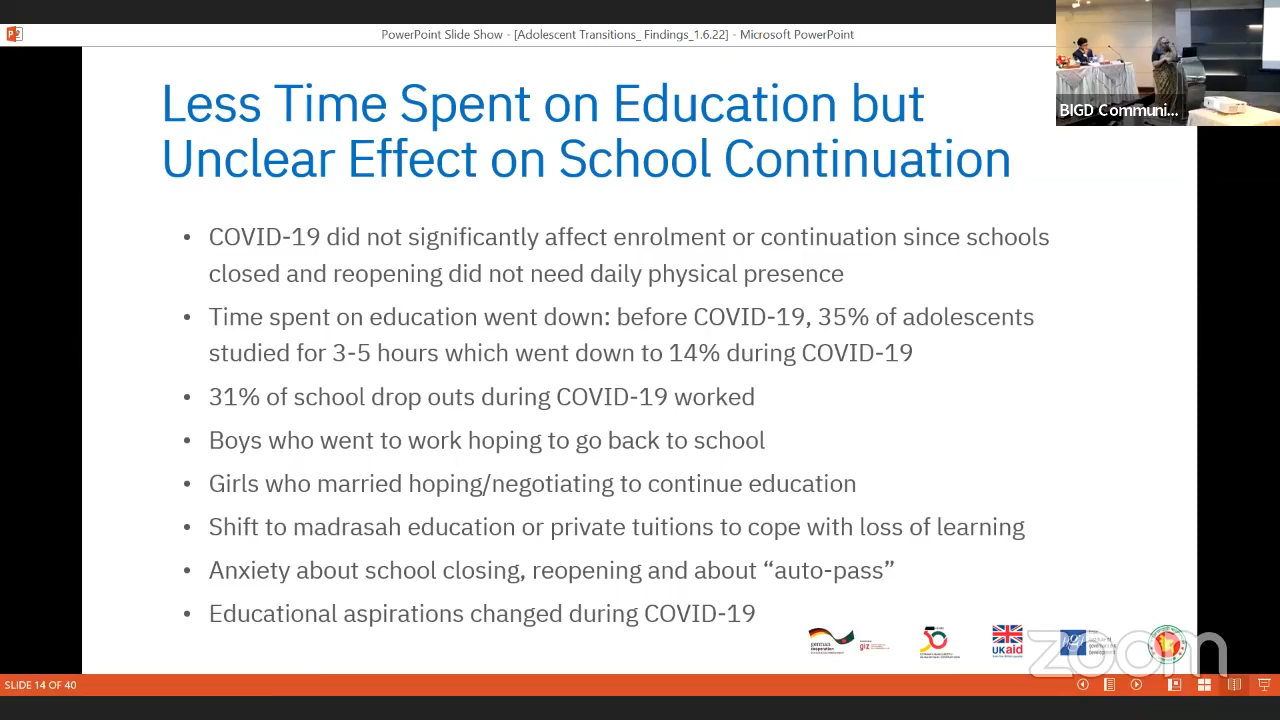 PowerPoint Slide Show - [Adolescent Transitions_ Findings_1.6.22] - Microsoft PowerPoint
BIGD Communi...
Less Time Spent on Education but
Unclear Effect on School Continuation
• COVID-19 did not significantly affect enrolment or continuation since schools
closed and reopening did not need daily physical presence
• Time spent on education went down: before COVID-19, 35% of adolescents
studied for 3-5 hours which went down to 14% during COVID-19
• 31% of school drop outs during COVID-19 worked
• Boys who went to work hoping to go back to school
• Girls who married hoping/negotiating to continue education
• Shift to madrasah education or private tuitions to cope with loss of learning
• Anxiety about school closing, reopening and about “auto-pass”
• Educational aspirations changed during COVID-19
giz
50
UKaid
zoom
SLIDE 14 OF 40